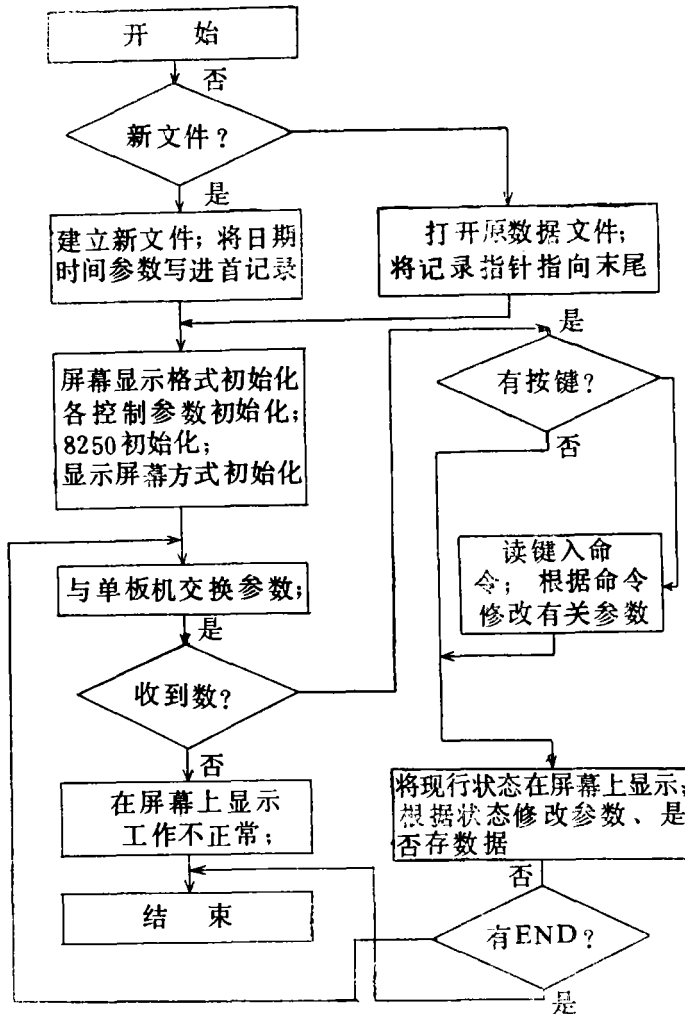 开 始
否
新文件?
是
建立新文件; 将日期
时间参数写进首记录
打开原数据文件;
将记录指针指向末尾
屏幕显示格式初始化
各控制参数初始化;
8250初始化;
显示屏幕方式初始化
是
有按键?
否
读键入命
令; 根据命令
修改有关参数
与单板机交换参数;
是
收到数?
否
在屏幕上显示
工作不正常;
结 束
将现行状态在屏幕上显示;
根据状态修改参数、是
否存数据
否
有END?
是